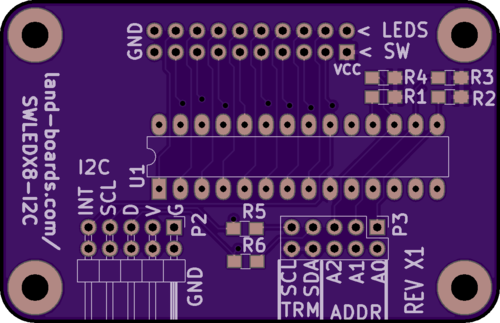 GND
< LEDS
< SW
VCC
R4
R3
R1
R2
land-boards.com/
SWLEDX8-I2C
U1
I2C
INT
SCL
D
V
G
P2
GND
R5
R6
P3
SCL
SDA
A2
A1
A0
TRM
ADDR
REV X1